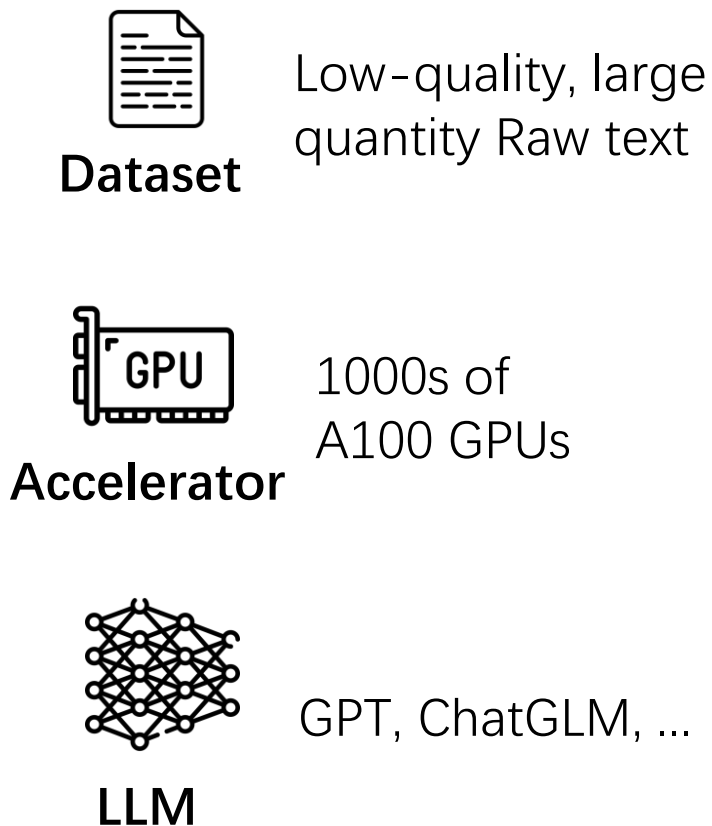 Low-quality, large
quantity Raw text
Dataset
GPU
1000s of
A100 GPUs
Accelerator
GPT, ChatGLM, ...
LLM